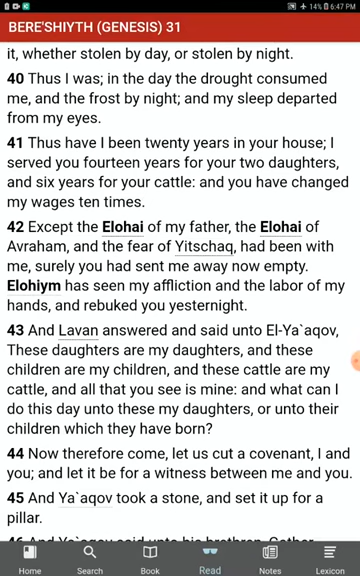 14% 6:47 PM
BERE'SHIYTH (GENESIS) 31
it, whether stolen by day, or stolen by night.
40 Thus I was; in the day the drought consumed
me, and the frost by night; and my sleep departed
from my eyes.
41 Thus have I been twenty years in your house; I
served you fourteen years for your two daughters,
and six years for your cattle: and you have changed
my wages ten times.
42 Except the Elohai of my father, the Elohai of
Avraham, and the fear of Yitschaq, had been with
me, surely you had sent me away now empty.
Elohiym has seen my affliction and the labor of my
hands, and rebuked you yesternight.
43 And Lavan answered and said unto El-Ya`aqov,
These daughters are my daughters, and these
children are my children, and these cattle are my
cattle, and all that you see is mine: and what can I
do this day unto these my daughters, or unto their
children which they have born?
44 Now therefore come, let us cut a covenant, I and
you; and let it be for a witness between me and you.
45 And Ya`aqov took a stone, and set it up for a
pillar.
46 And Ya`aqov said unto his brethren, Gather
Home Search Book Read Notes Lexicon